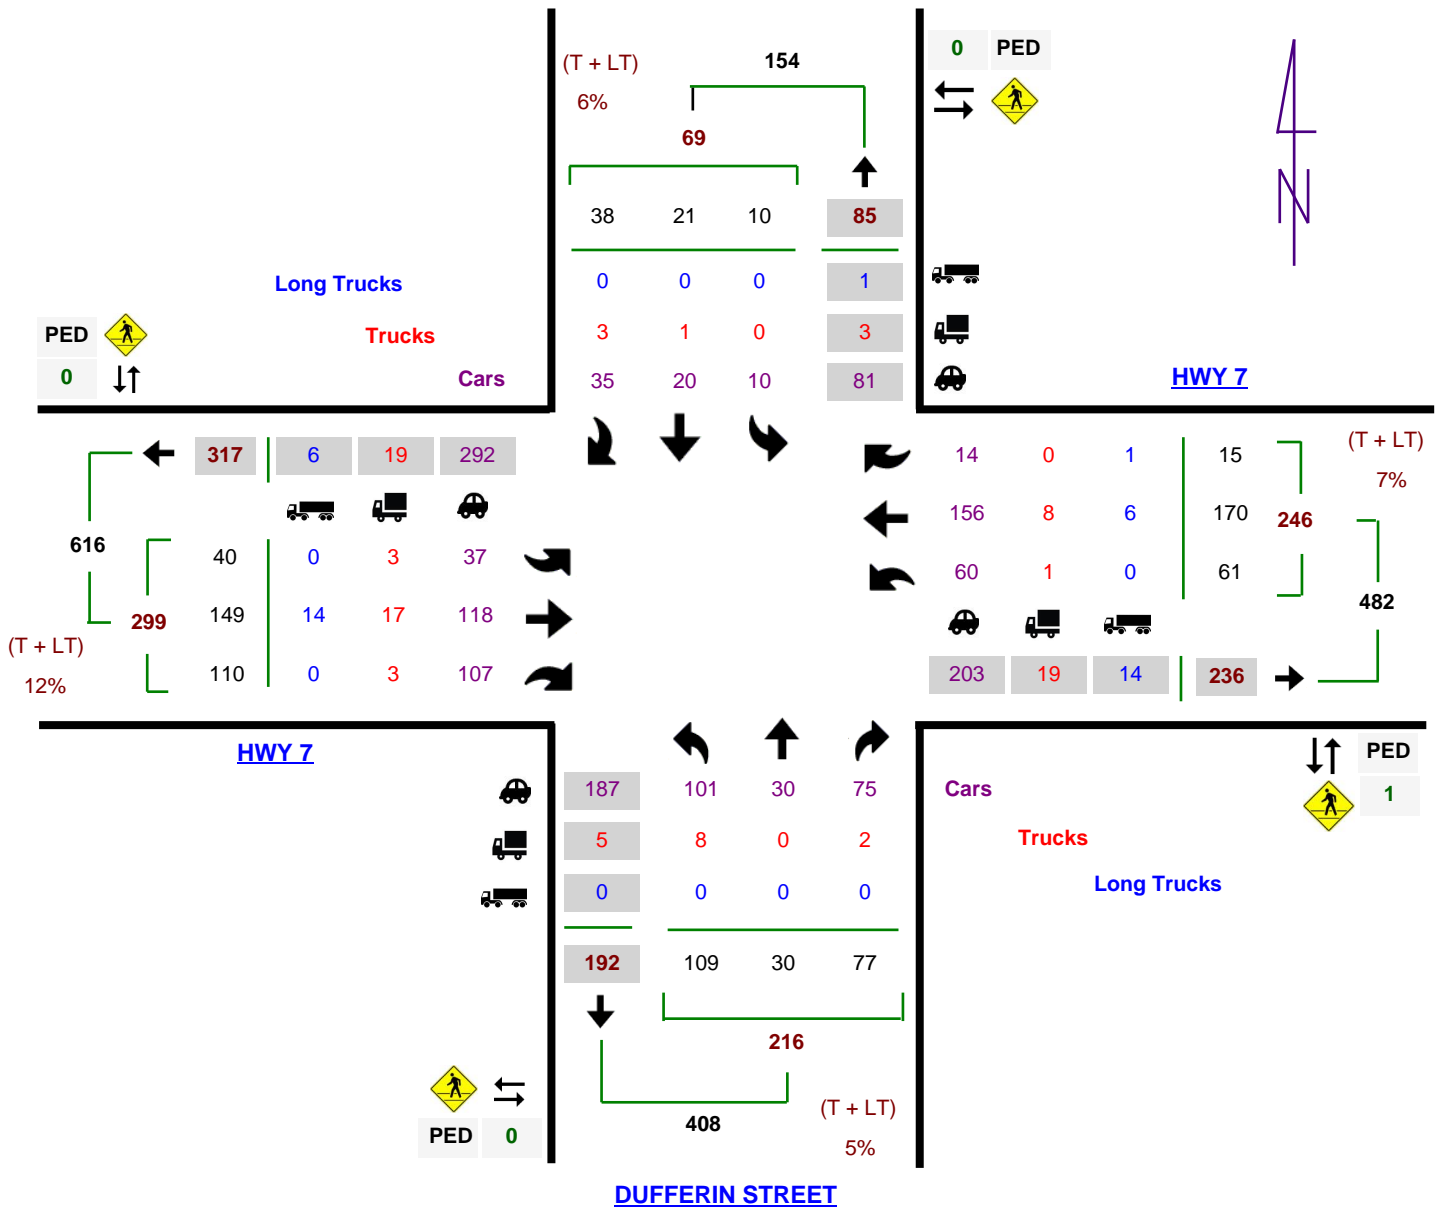 (T + LT) 154 0 PED
6%
69
38 21 10 85
N
Long Trucks 0 0 0 1
PED Trucks 3 1 0 3
0 Cars 35 20 10 81 HWY 7
317 6 19 292 14 0 1 15 (T + LT)
7%
156 8 6 170 246
616 40 0 3 37 60 1 0 61
299 149 14 17 118 482
(T + LT)
12% 110 0 3 107 203 19 14 236
HWY 7 PED
187 101 30 75 Cars 1
5 8 0 2 Trucks
0 0 0 0 Long Trucks
192 109 30 77
216
408 (T + LT)
PED 0 5%
DUFFERIN STREET